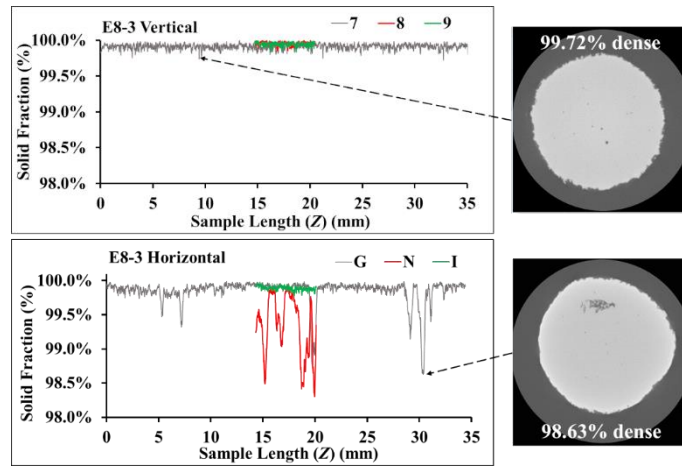 E8-3 Vertical
7 8 9
100.0%
99.5%
99.0%
98.5%
98.0%
Solid Fraction (%)
0 5 10 15 20 25 30 35
Sample Length (Z) (mm)
99.72% dense
E8-3 Horizontal
G N I
100.0%
99.5%
99.0%
98.5%
98.0%
Solid Fraction (%)
0 5 10 15 20 25 30 35
Sample Length (Z) (mm)
98.63% dense